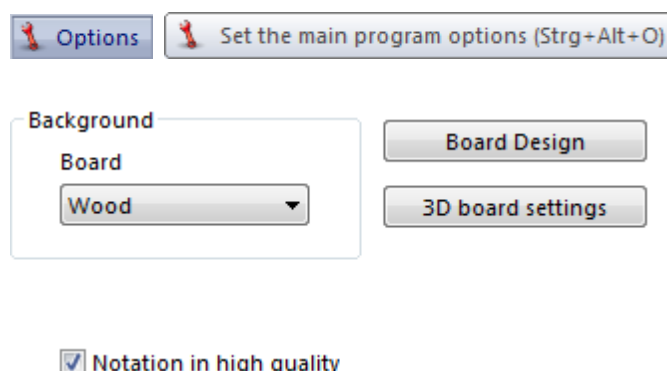 Options
Set the main program options (Strg+Alt+O)
Background
Board Design
Board
Wood
3D board settings
Notation in high quality